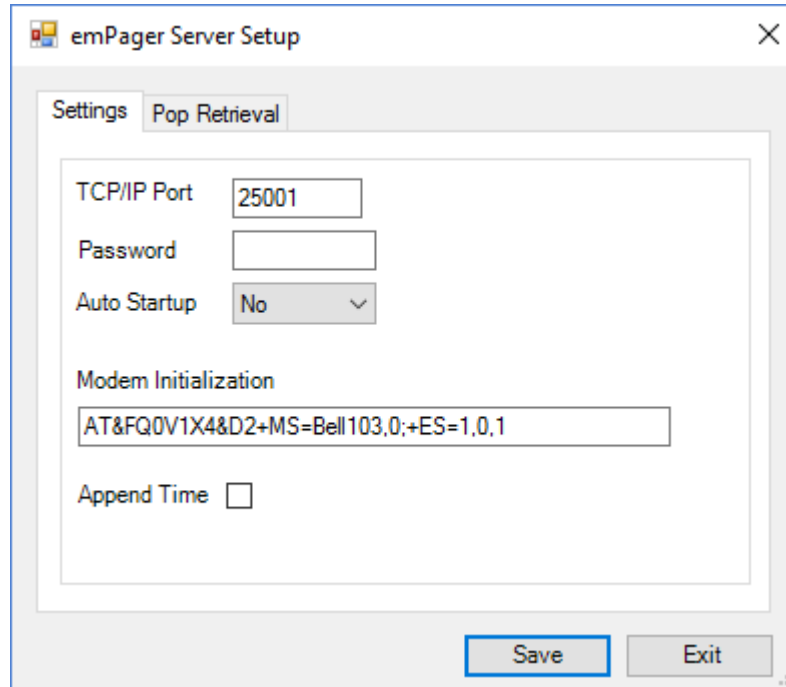 emPager Server Setup
Settings Pop Retrieval
TCP/IP Port 25001
Password
Auto Startup No
Modem Initialization
AT&FQ0V1X4&D2+MS=Bell103,0;+ES=1,0,1
Append Time
Save Exit